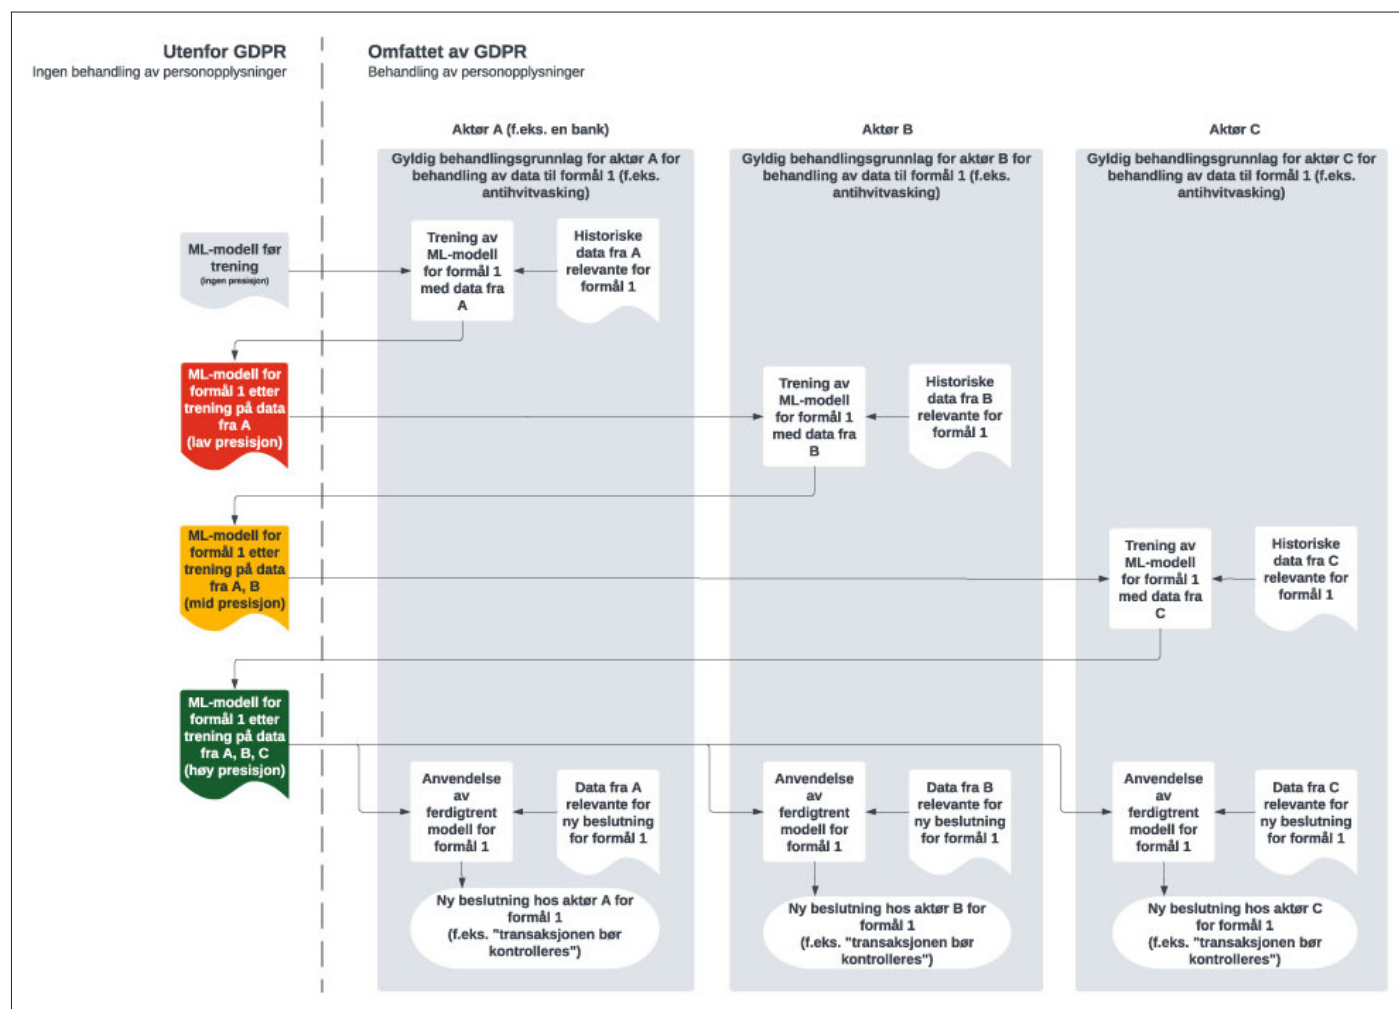 Utenfor GDPR
Ingen behandling av personopplysninger
Omfattet av GDPR
Behandling av personopplysninger
Aktør A (f.eks. en bank)
Aktør B
Aktør C
Gyldig behandlingsgrunnlag for aktør A for
behandling av data til formål 1 (f.eks.
antihvitvasking)
Gyldig behandlingsgrunnlag for aktør B for
behandling av data til formål 1 (f.eks.
antihvitvasking)
Gyldig behandlingsgrunnlag for aktør C for
behandling av data til formål 1 (f.eks.
antihvitvasking)
ML-modell før
trening
(ingen presisjon)
Trening av
ML-modell
for formål 1
med data fra
A
Historiske
data fra A
relevante for
formål 1
ML-modell for
formål 1 etter
trening på data
fra A
(lav presisjon)
Trening av
ML-modell
for formål 1
med data fra
B
Historiske
data fra B
relevante for
formål 1
ML-modell for
formål 1 etter
trening på data
fra A, B
(mid presisjon)
Trening av
ML-modell
for formål 1
med data fra
C
Historiske
data fra C
relevante for
formål 1
ML-modell for
formål 1 etter
trening på data
fra A, B, C
(høy presisjon)
Anvendelse
av
ferdigtrent
modell for
formål 1
Data fra A
relevante for
ny beslutning
for formål 1
Anvendelse
av
ferdigtrent
modell for
formål 1
Data fra B
relevante for
ny beslutning
for formål 1
Anvendelse
av
ferdigtrent
modell for
formål 1
Data fra C
relevante for
ny beslutning
for formål 1
Ny beslutning hos aktør A for
formål 1
(f.eks. "transaksjonen bør
kontrolleres")
Ny beslutning hos aktør B for
formål 1
(f.eks. "transaksjonen bør
kontrolleres")
Ny beslutning hos aktør C
for formål 1
(f.eks. "transaksjonen bør
kontrolleres")